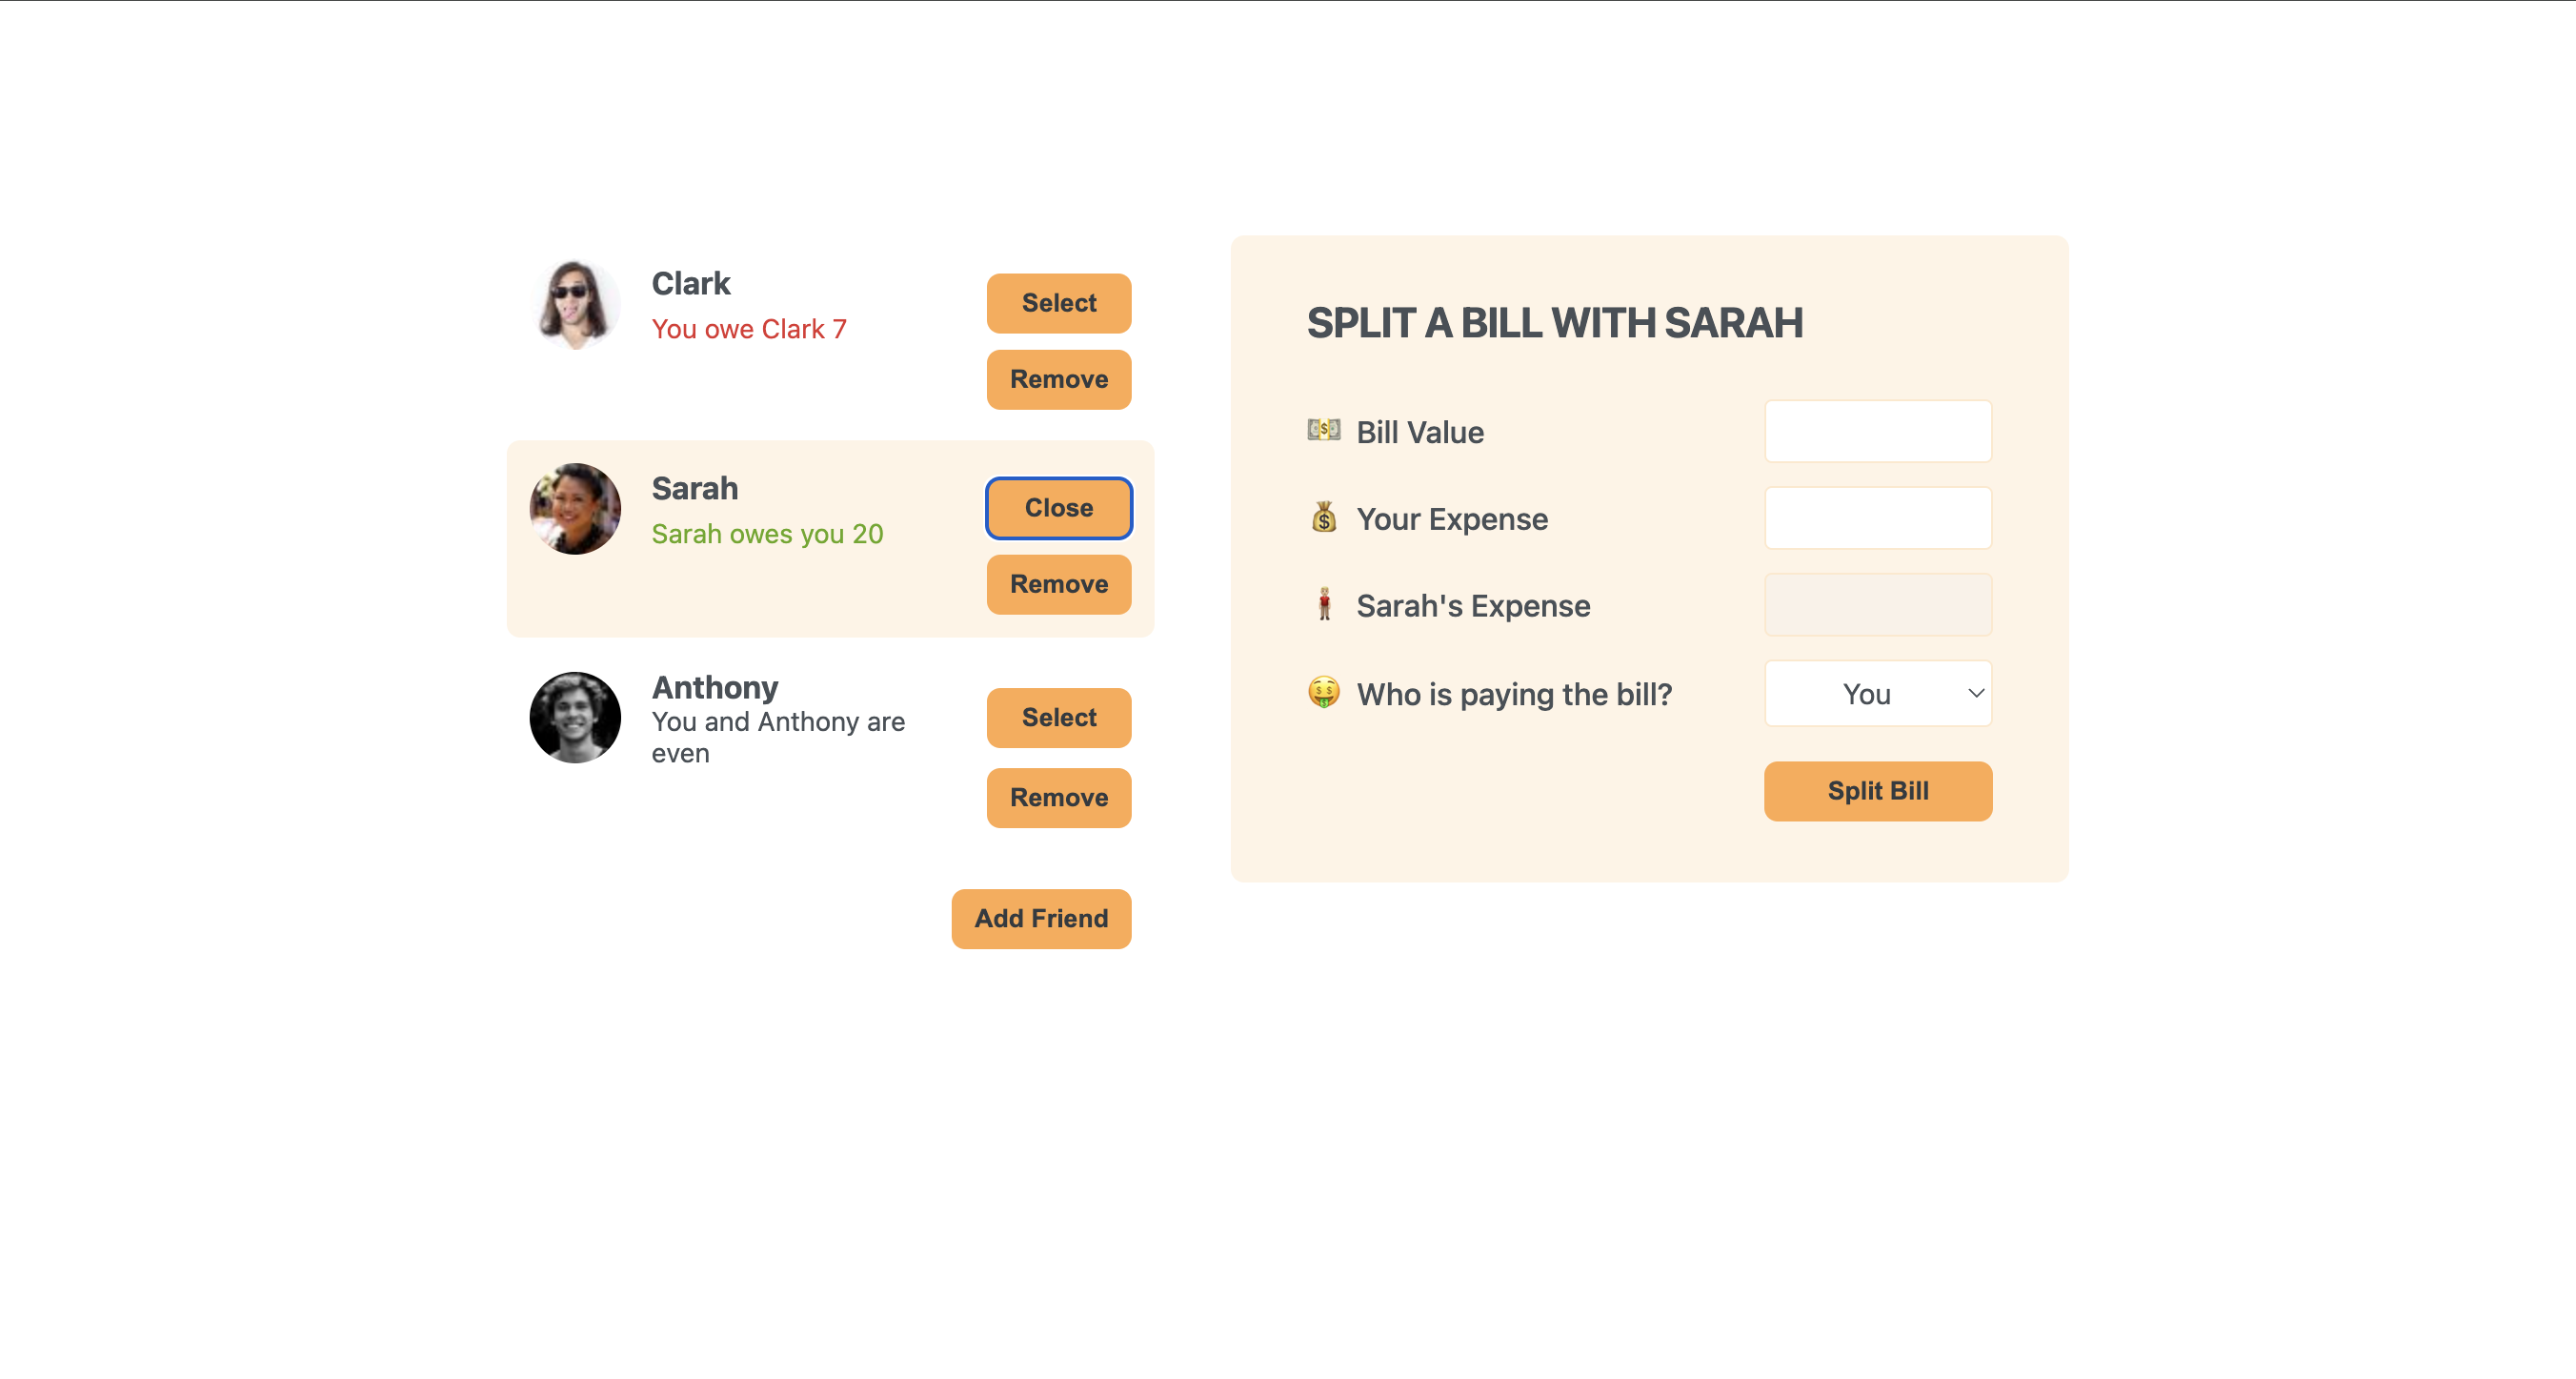 Clark
You owe Clark 7
Select
Remove
Sarah
Sarah owes you 20
Close
Remove
Anthony
You and Anthony are
even
Select
Remove
Add Friend
SPLIT A BILL WITH SARAH
💵 Bill Value
💰 Your Expense
🧍🏼 Sarah's Expense
🤑 Who is paying the bill?
You
Split Bill